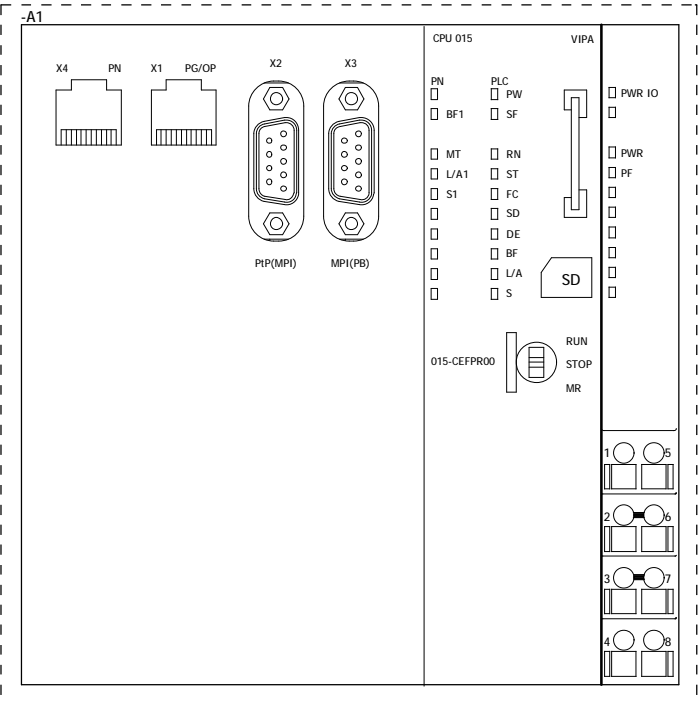 -A1
CPU 015 VIPA
X4 PN X1 PG/OP X2 X3
PN PLC
PW PWR IO
BF1 SF
MT RN PWR
L/A1 ST PF
S1 FC
SD
DE
BF
L/A
S
PtP(MPI) MPI(PB)
SD
015-CEFPR00
RUN
STOP
MR
1 5
2 6
3 7
4 8